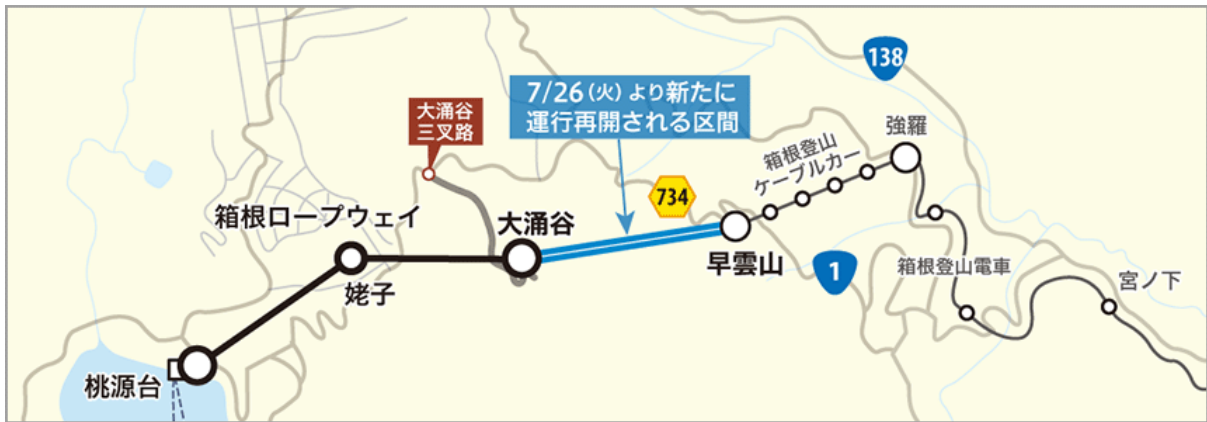 138
7/26(火)より新たに
運行再開される区間
大涌谷
三叉路
強羅
箱根登山
ケーブルカー
734
箱根ロープウェイ
大涌谷
早雲山
1
箱根登山電車
宮ノ下
姥子
桃源台